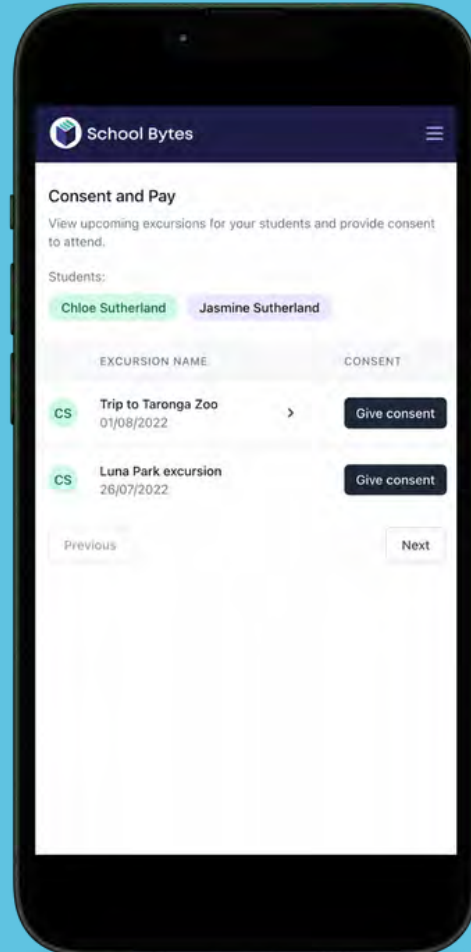 School Bytes
Consent and Pay
View upcoming excursions for your students and provide consent
to attend.
Students:
Chloe Sutherland Jasmine Sutherland
EXCURSION NAME CONSENT
CS Trip to Taronga Zoo > Give consent
01/08/2022
CS Luna Park excursion Give consent
26/07/2022
Previous Next